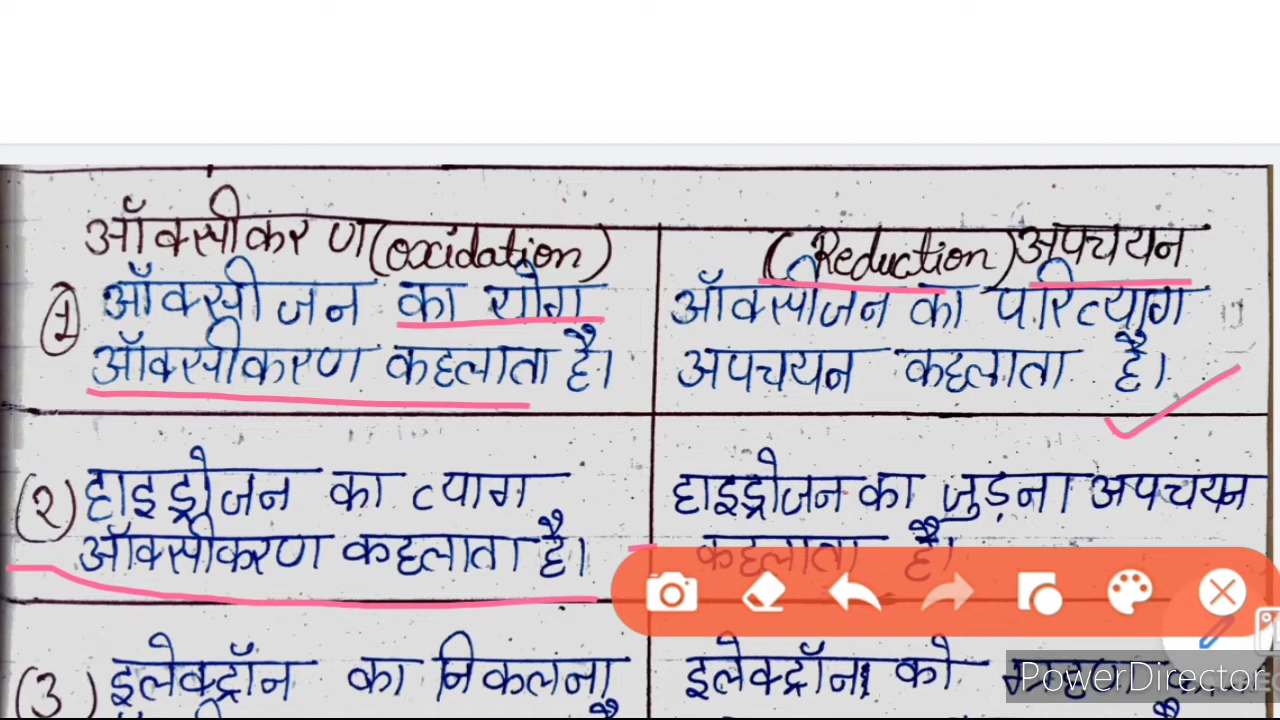 ऑक्सीकरण (oxidation)
(Reduction) अपचयन
① ऑक्सीजन का योग
ऑक्सीकरण कहलाता है।
ऑक्सीजन का परित्याग
अपचयन कहलाता है।
(2) हाइड्रोजन का त्याग
ऑक्सीकरण कहलाता है।
हाइड्रोजन का जुड़ना अपचयन
कहलाता है।
(3) इलेक्ट्रॉन का निकलना
इलेक्ट्रॉन को
PowerDirector